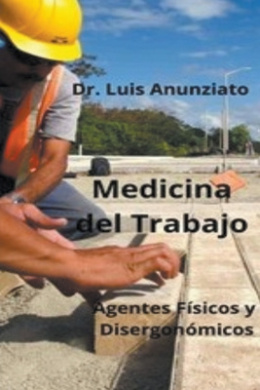 Dr. Luis Anunziato
Medicina
del Trabajo
Agentes Físicos y
Disergonómicos